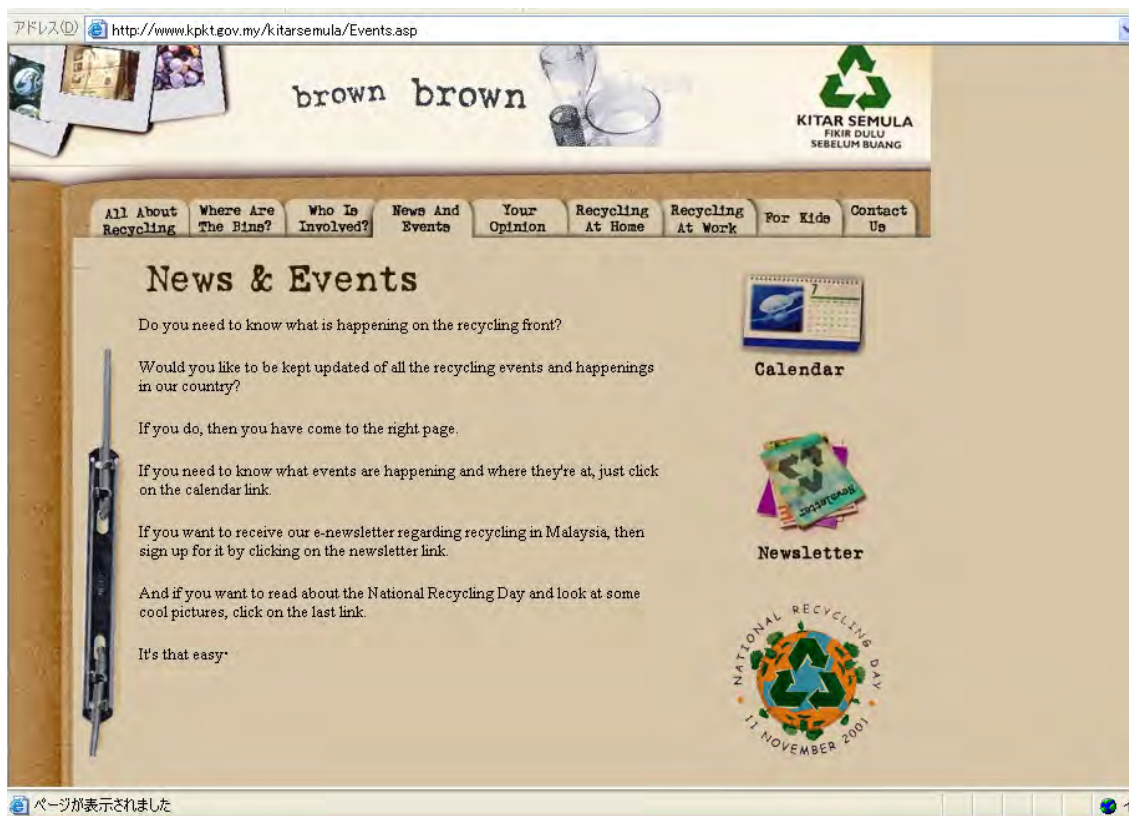 アドレス(D) http://www.kpkt.gov.my/kitarsemula/Events.asp
brown brown
KITAR SEMULA
FIKIR DULU
SEBELUM BUANG
All About Recycling
Where Are The Bins?
Who Is Involved?
News And Events
Your Opinion
Recycling At Home
Recycling At Work
For Kids
Contact Us
News & Events
Do you need to know what is happening on the recycling front?
Would you like to be kept updated of all the recycling events and happenings
in our country?
If you do, then you have come to the right page.
If you need to know what events are happening and where they're at, just click
on the calendar link.
If you want to receive our e-newsletter regarding recycling in Malaysia, then
sign up for it by clicking on the newsletter link.
And if you want to read about the National Recycling Day and look at some
cool pictures, click on the last link.
It's that easy·
7
Calendar
Newsletter
Newsletter
NATIONAL RECYCLING DAY
11 NOVEMBER 2001
ページが表示されました